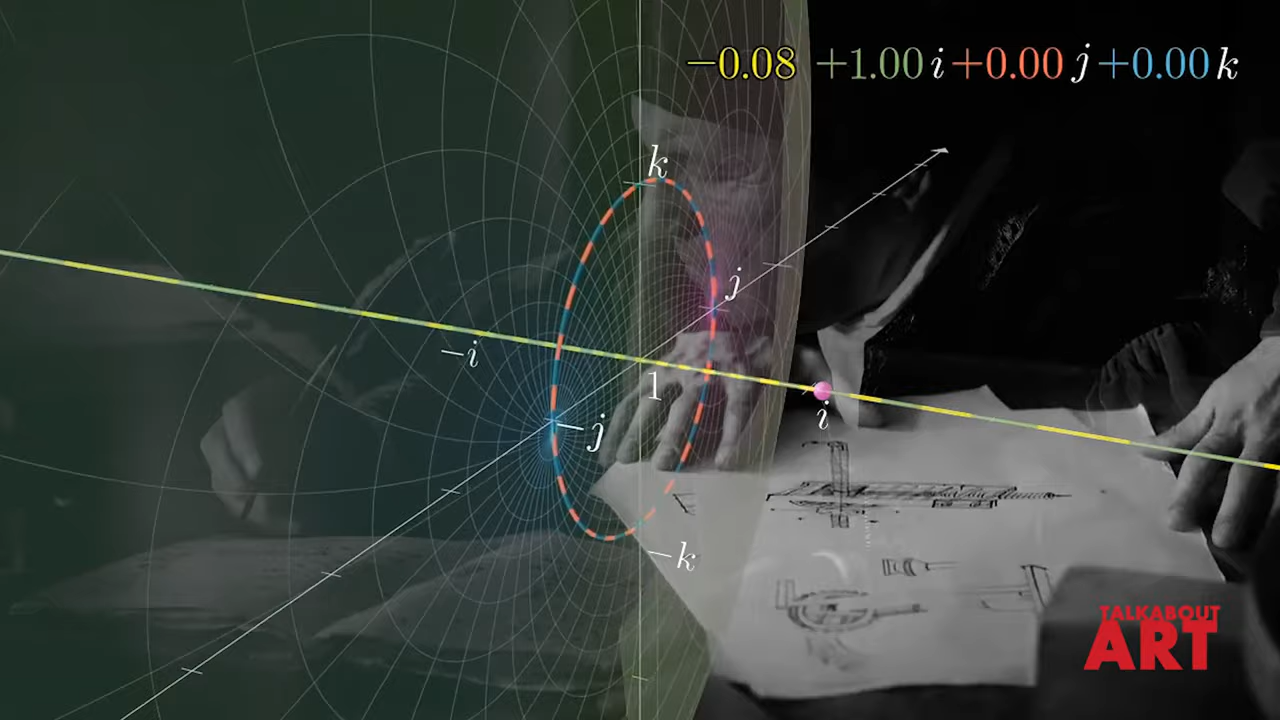 −0.08 +1.00i+0.00j+0.00k
k
j
−i
1
i
−j
−k
TALKABOUT
ART